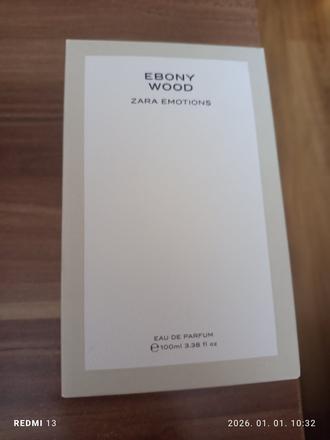 EBONY
WOOD
ZARA EMOTIONS
EAU DE PARFUM
℮100ml 3.38 fl oz
REDMI 13
2026. 01. 01. 10:32